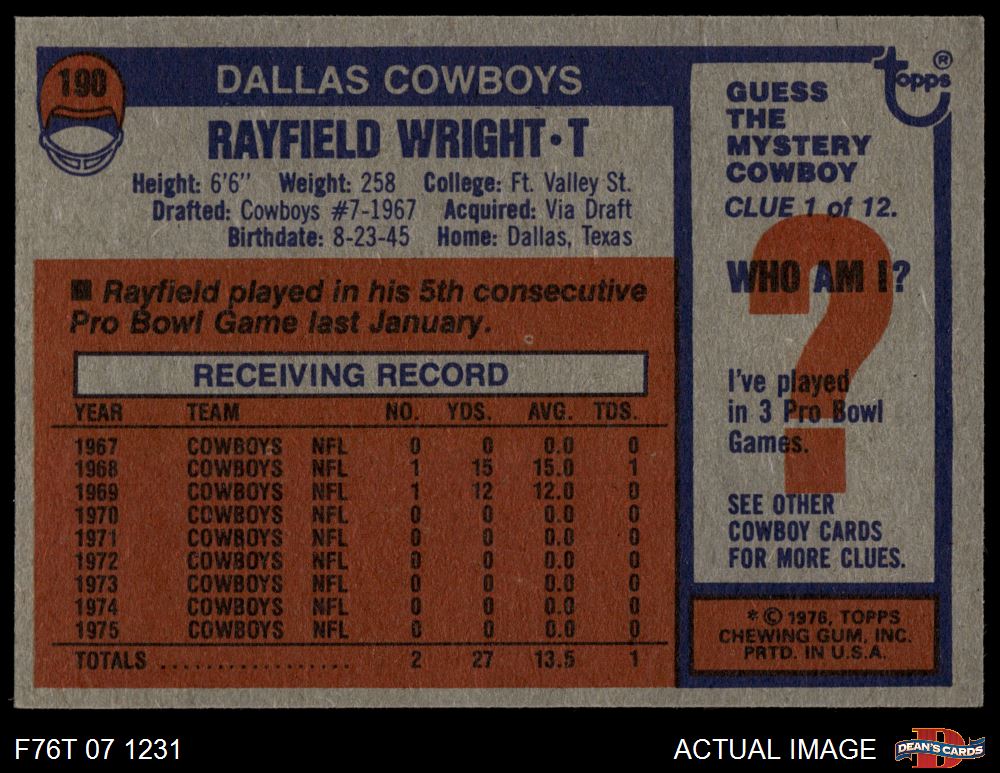 190
DALLAS COWBOYS
RAYFIELD WRIGHT • T
Height: 6'6" Weight: 258 College: Ft. Valley St.
Drafted: Cowboys #7-1967 Acquired: Via Draft
Birthdate: 8-23-45 Home: Dallas, Texas
■ Rayfield played in his 5th consecutive
Pro Bowl Game last January.
RECEIVING RECORD
YEAR TEAM NO. YDS. AVG. TDS.
1967 COWBOYS NFL 0 0 0.0 0
1968 COWBOYS NFL 1 15 15.0 1
1969 COWBOYS NFL 1 12 12.0 0
1970 COWBOYS NFL 0 0 0.0 0
1971 COWBOYS NFL 0 0 0.0 0
1972 COWBOYS NFL 0 0 0.0 0
1973 COWBOYS NFL 0 0 0.0 0
1974 COWBOYS NFL 0 0 0.0 0
1975 COWBOYS NFL 0 0 0.0 0
TOTALS .................. 2 27 13.5 1
topps ®
GUESS
THE
MYSTERY
COWBOY
CLUE 1 of 12.
?
WHO AM I?
I've played
in 3 Pro Bowl
Games.
SEE OTHER
COWBOY CARDS
FOR MORE CLUES.
* © 1976, TOPPS
CHEWING GUM, INC.
PRTD. IN U.S.A.
F76T 07 1231
ACTUAL IMAGE
D
DEAN'S CARDS